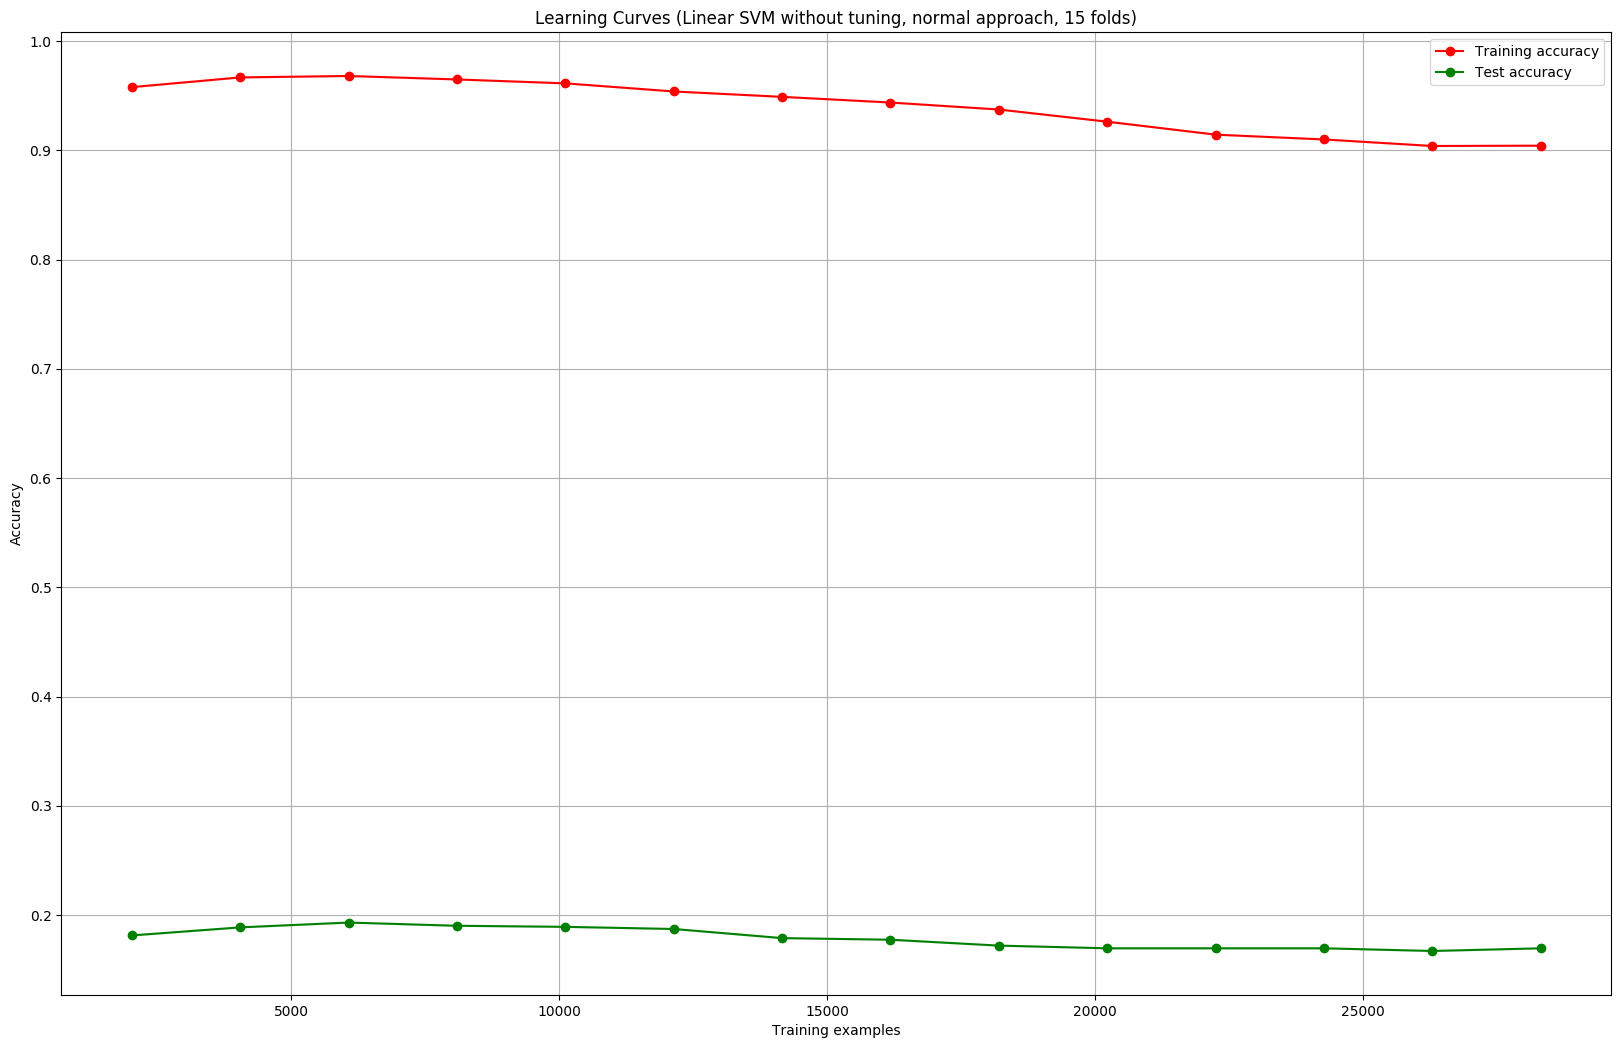 Learning Curves (Linear SVM without tuning, normal approach, 15 folds)
Training accuracy
Test accuracy
1.0
0.9
0.8
0.7
0.6
0.5
0.4
0.3
0.2
Accuracy
5000 10000 15000 20000 25000
Training examples